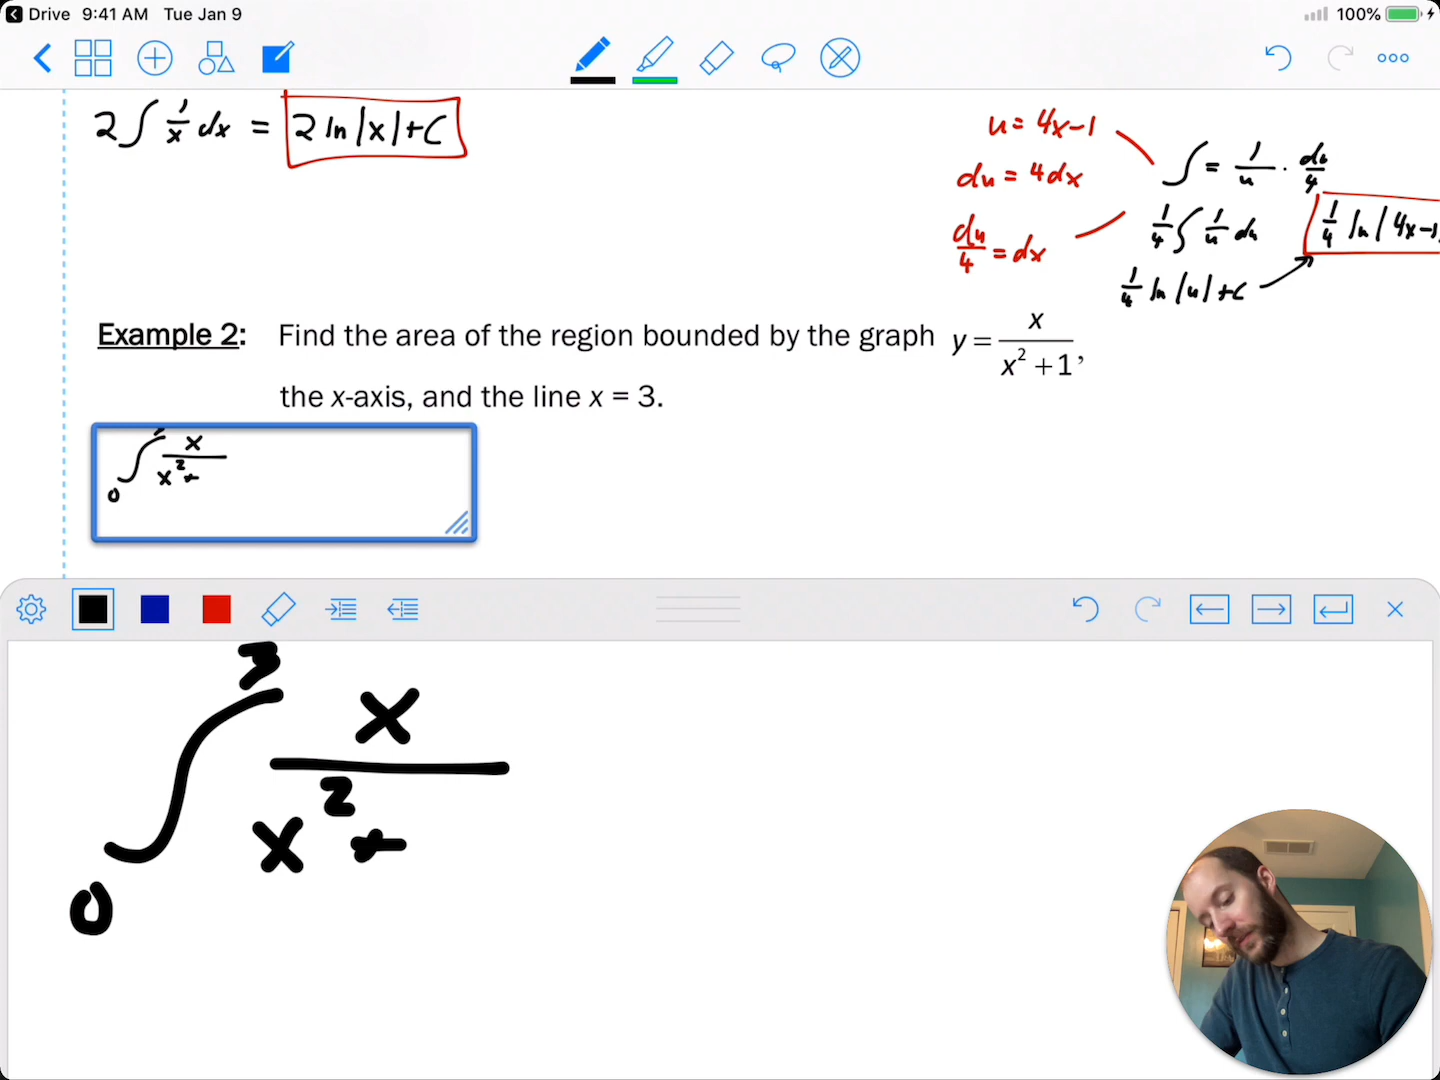 Drive 9:41 AM Tue Jan 9 100%
2 ∫ 1/x dx = 2 ln|x|+C
u = 4x-1
du = 4dx
du/4 = dx
∫ = 1/u · du/4
1/4 ∫ 1/u du
1/4 ln|u|+C
1/4 ln|4x-1
Example 2: Find the area of the region bounded by the graph y = x/(x²+1),
the x-axis, and the line x = 3.
0 ∫ 3 x/(x²+
0 ∫ 3 x/(x²+